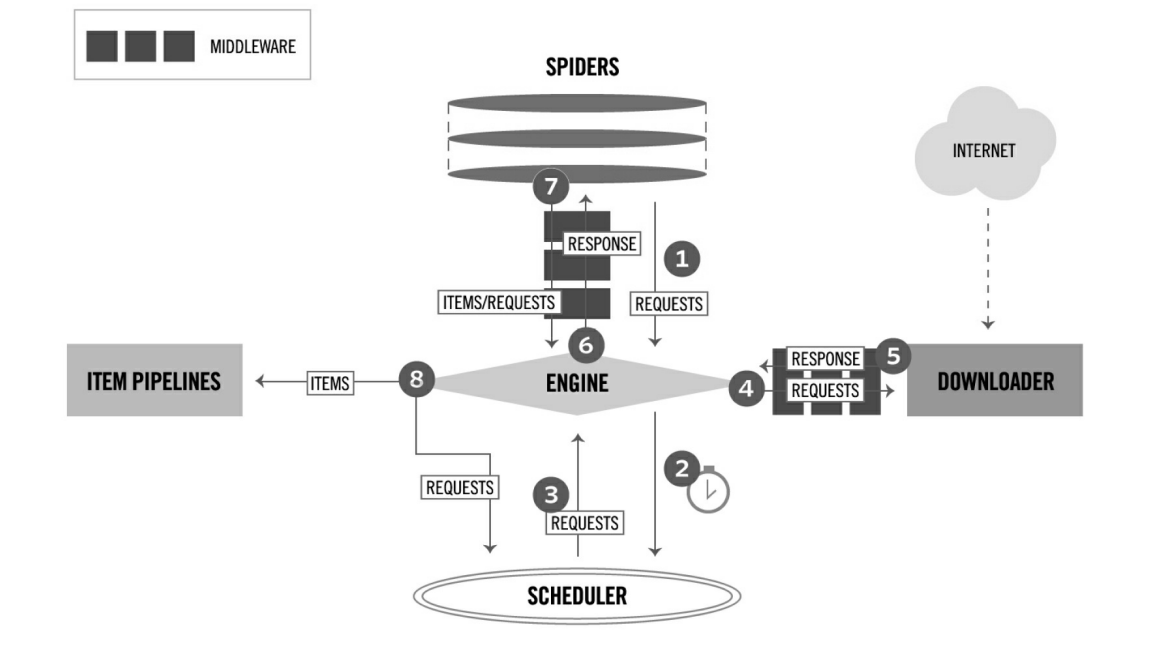 MIDDLEWARE
SPIDERS
INTERNET
7
RESPONSE
1
ITEMS/REQUESTS
REQUESTS
6
ITEM PIPELINES
ITEMS
8
ENGINE
4
RESPONSE
5
REQUESTS
DOWNLOADER
2
REQUESTS
3
REQUESTS
SCHEDULER